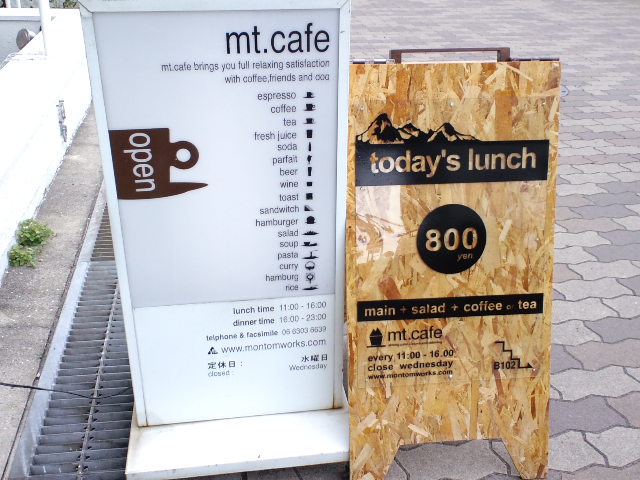 mt.cafe
mt.cafe brings you full relaxing satisfaction
with coffee,friends and
open
espresso
coffee
tea
fresh juice
soda
parfait
beer
wine
toast
sandwitch
hamburger
salad
soup
pasta
curry
hamburg
rice
lunch time 11:00 - 16:00
dinner time 16:00 - 23:00
telphone & facsimile 06 6303 6639
www.montomworks.com
定休日： 水曜日
closed : Wednesday
today's lunch
800
yen
main + salad + coffee or tea
mt.cafe
every 11:00 - 16.00
close wednesday
www.montomworks.com
B102